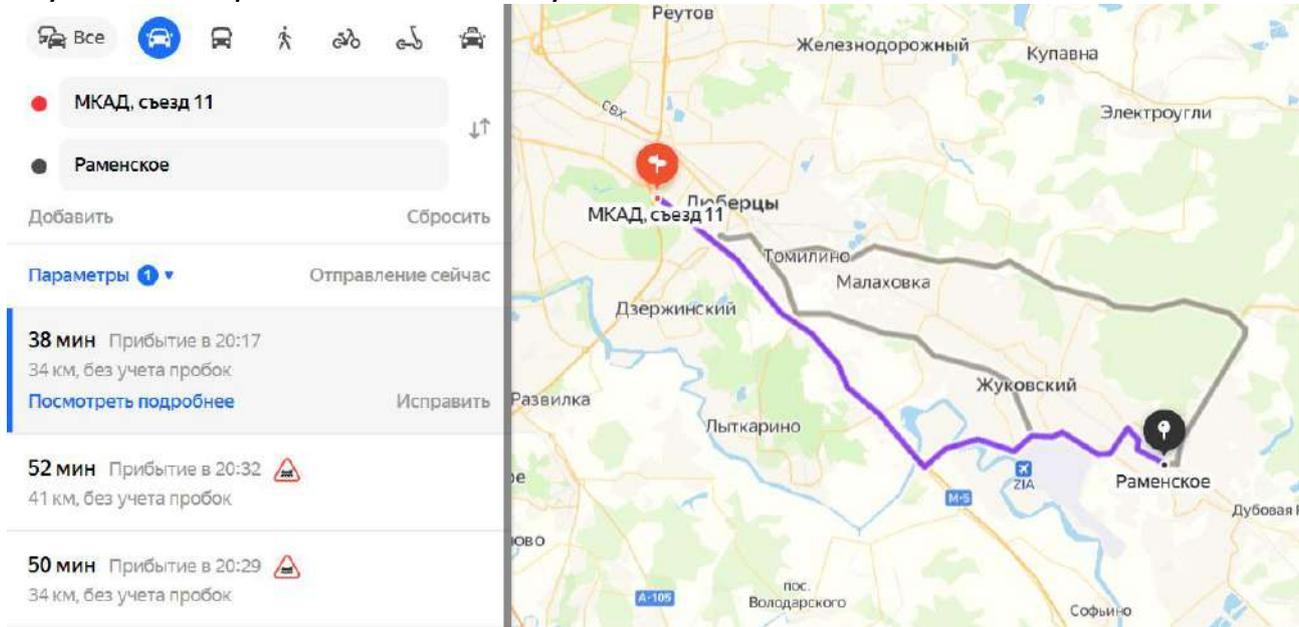 Все
МКАД, съезд 11
Раменское
Добавить
Сбросить
Параметры 1
Отправление сейчас
38 мин Прибытие в 20:17
34 км, без учета пробок
Посмотреть подробнее
Исправить
52 мин Прибытие в 20:32
41 км, без учета пробок
50 мин Прибытие в 20:29
34 км, без учета пробок
Реутов
Железнодорожный
Купавна
СВХ
Электроугли
Люберцы
МКАД, съезд 11
Томилино
Малаховка
Дзержинский
Жуковский
Развилка
Лыткарино
ZIA
Раменское
М-5
Дубовая
пос.
Володарского
А-105
Софьино